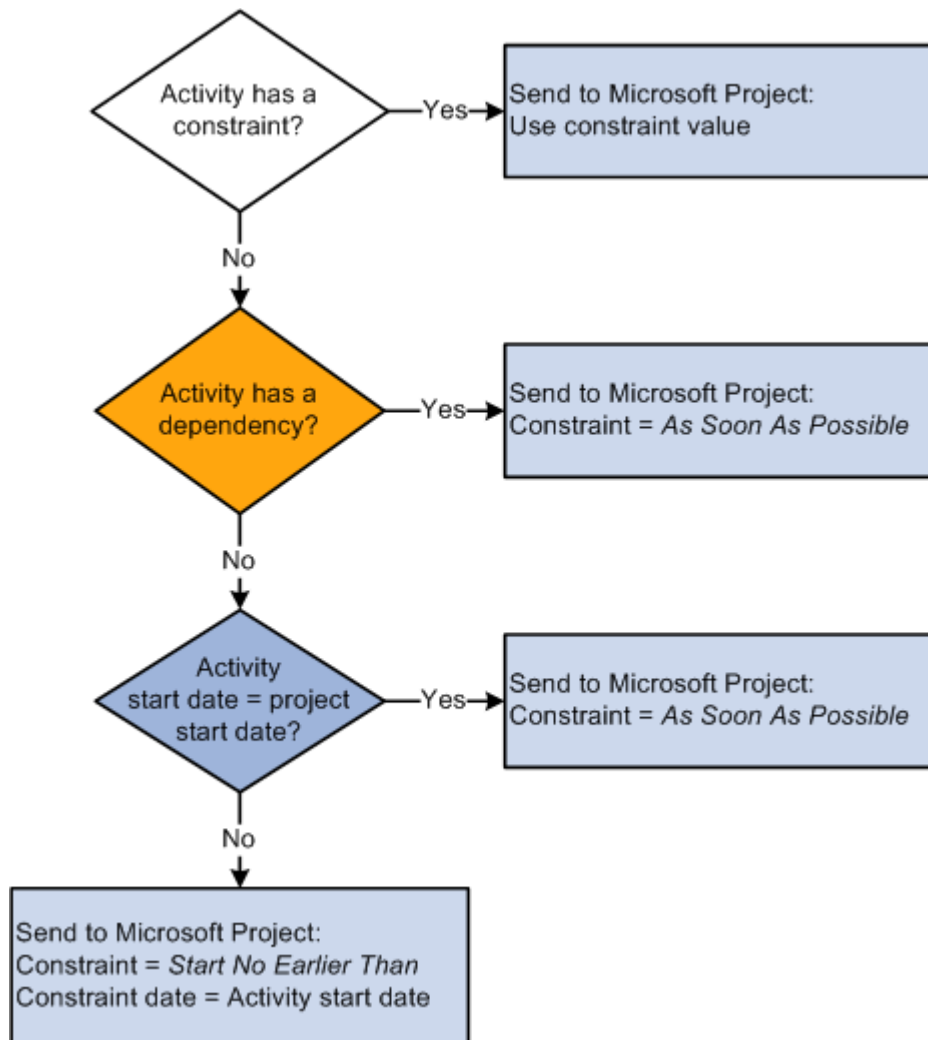 Activity has a
constraint?
Yes
Send to Microsoft Project:
Use constraint value
No
Activity has a
dependency?
Yes
Send to Microsoft Project:
Constraint = As Soon As Possible
No
Activity
start date = project
start date?
Yes
Send to Microsoft Project:
Constraint = As Soon As Possible
No
Send to Microsoft Project:
Constraint = Start No Earlier Than
Constraint date = Activity start date